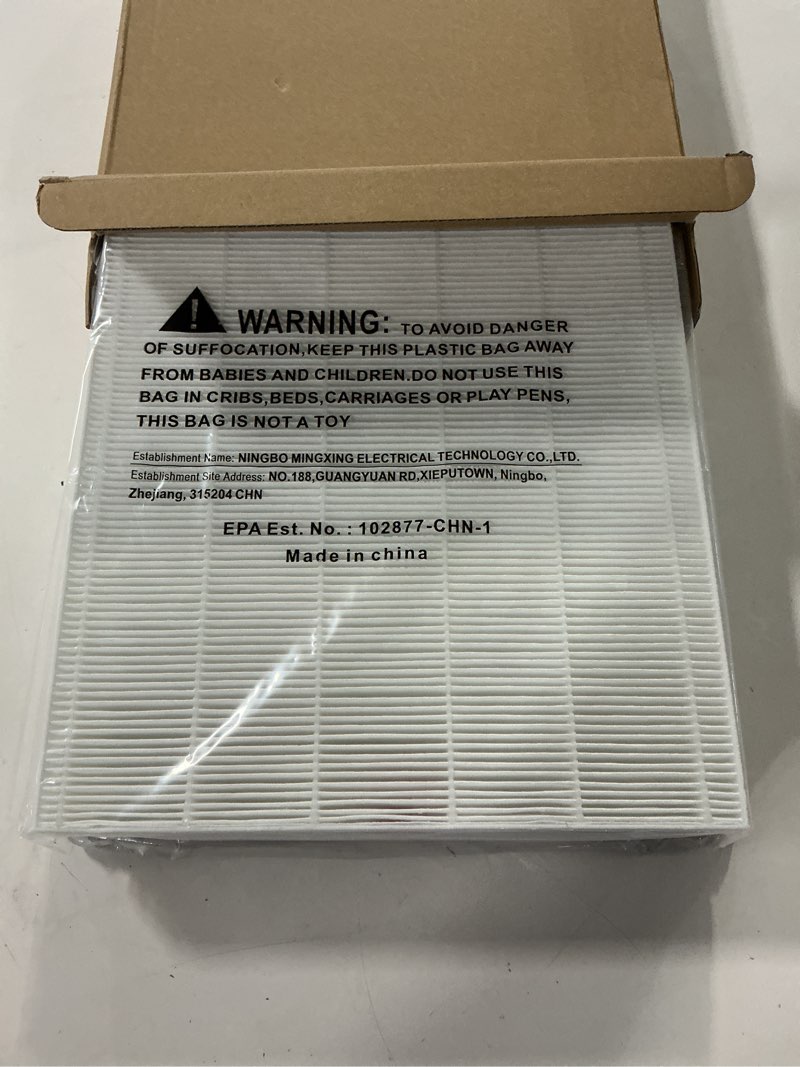 WARNING: TO AVOID DANGER
OF SUFFOCATION,KEEP THIS PLASTIC BAG AWAY
FROM BABIES AND CHILDREN.DO NOT USE THIS
BAG IN CRIBS,BEDS,CARRIAGES OR PLAY PENS,
THIS BAG IS NOT A TOY
Establishment Name: NINGBO MINGXING ELECTRICAL TECHNOLOGY CO.,LTD.
Establishment Site Address: NO.188,GUANGYUAN RD,XIEPUTOWN, Ningbo,
Zhejiang, 315204 CHN
EPA Est. No. : 102877-CHN-1
Made in china